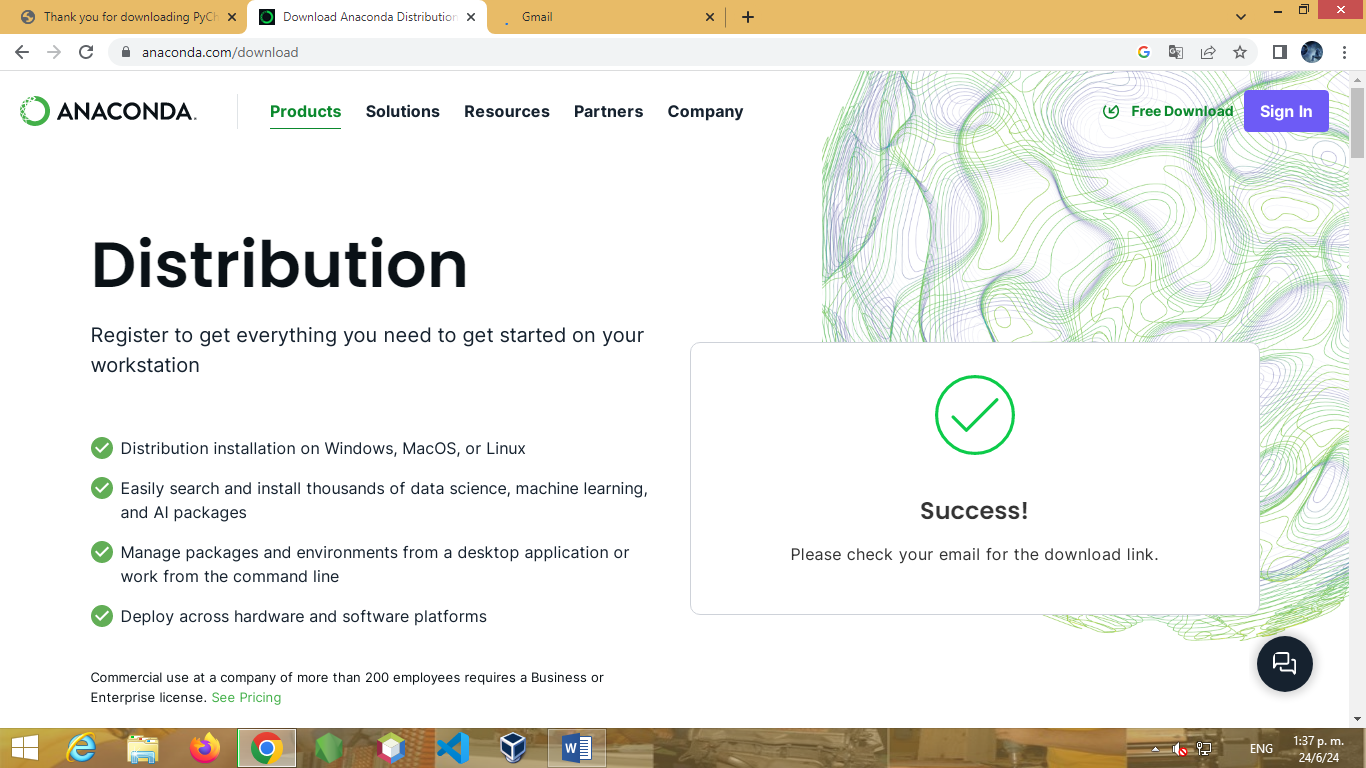 Thank you for downloading PyCh
Download Anaconda Distribution
Gmail
anaconda.com/download
ANACONDA.
Products
Solutions
Resources
Partners
Company
Free Download
Sign In
Distribution
Register to get everything you need to get started on your
workstation
Distribution installation on Windows, MacOS, or Linux
Easily search and install thousands of data science, machine learning,
and AI packages
Manage packages and environments from a desktop application or
work from the command line
Deploy across hardware and software platforms
Commercial use at a company of more than 200 employees requires a Business or
Enterprise license. See Pricing
Success!
Please check your email for the download link.
ENG
1:37 p. m.
24/6/24